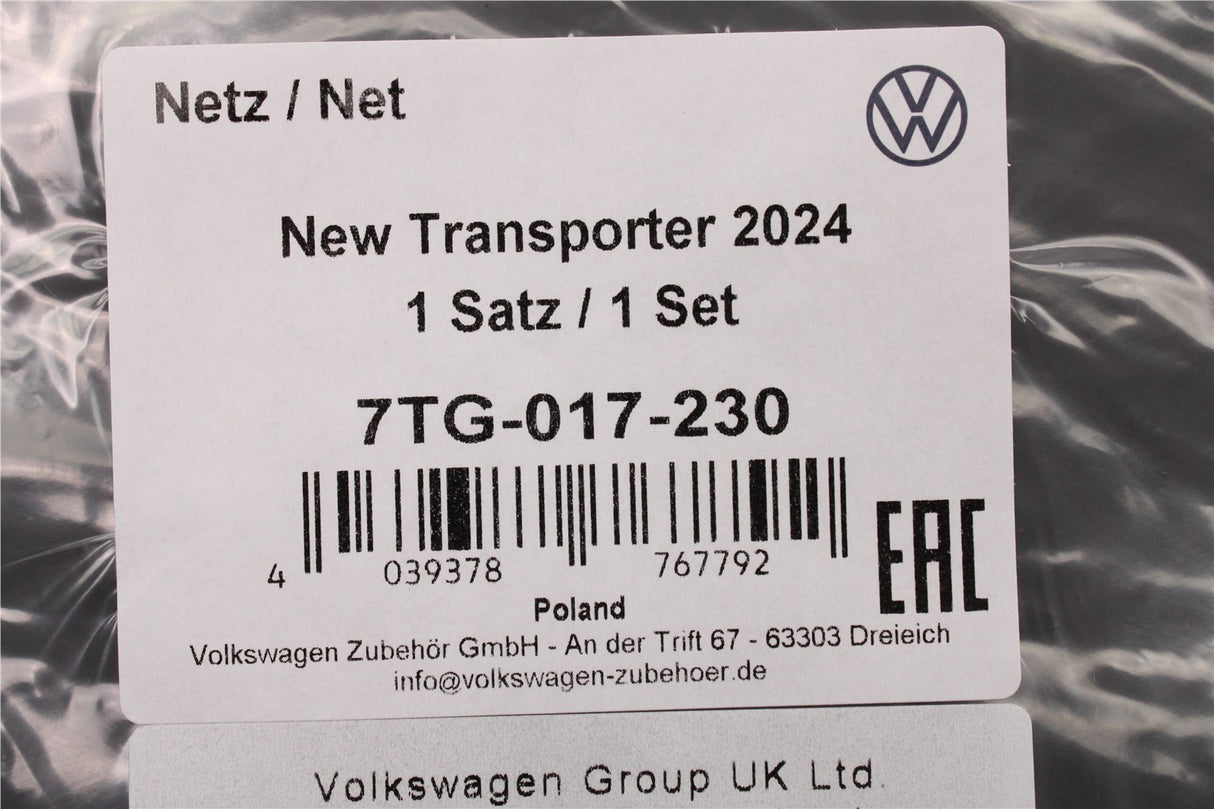 Netz / Net
New Transporter 2024
1 Satz / 1 Set
7TG-017-230
4 039378 767792
EAC
Poland
Volkswagen Zubehör GmbH - An der Trift 67 - 63303 Dreieich
info@volkswagen-zubehoer.de
Volkswagen Group UK Ltd